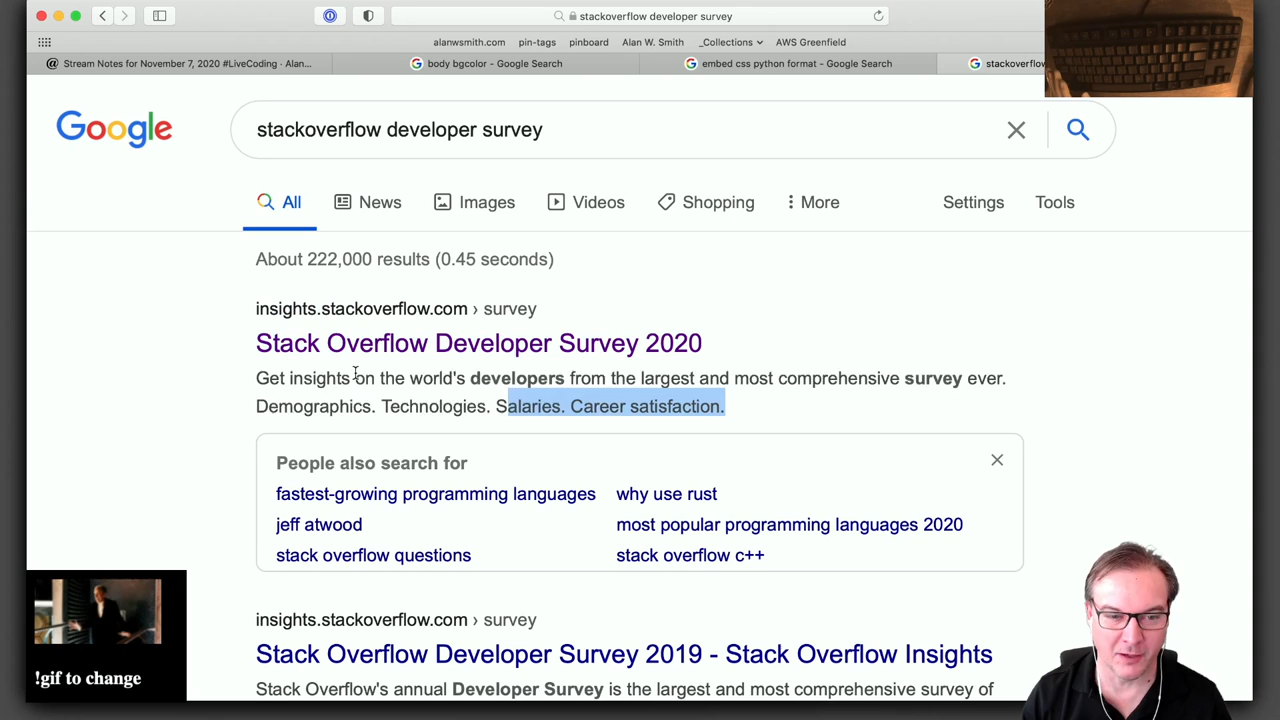 stackoverflow developer survey
alanwsmith.com pin-tags pinboard Alan W. Smith _Collections AWS Greenfield
@ Stream Notes for November 7, 2020 #LiveCoding · Alan... body bgcolor - Google Search embed css python format - Google Search stackoverflow
Google stackoverflow developer survey
All News Images Videos Shopping More Settings Tools
About 222,000 results (0.45 seconds)
insights.stackoverflow.com › survey
Stack Overflow Developer Survey 2020
Get insights on the world's developers from the largest and most comprehensive survey ever.
Demographics. Technologies. Salaries. Career satisfaction.
People also search for
fastest-growing programming languages why use rust
jeff atwood most popular programming languages 2020
stack overflow questions stack overflow c++
insights.stackoverflow.com › survey
Stack Overflow Developer Survey 2019 - Stack Overflow Insights
Stack Overflow's annual Developer Survey is the largest and most comprehensive survey of
!gif to change